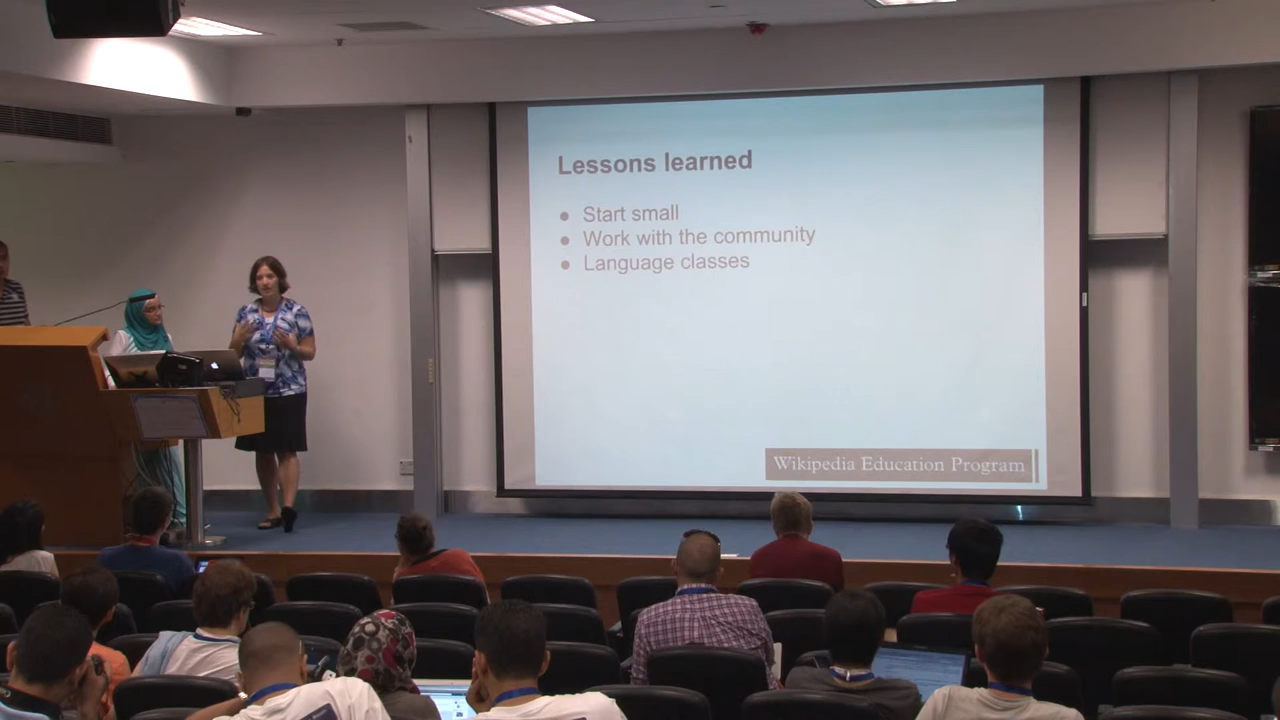 Lessons learned
● Start small
● Work with the community
● Language classes
Wikipedia Education Program